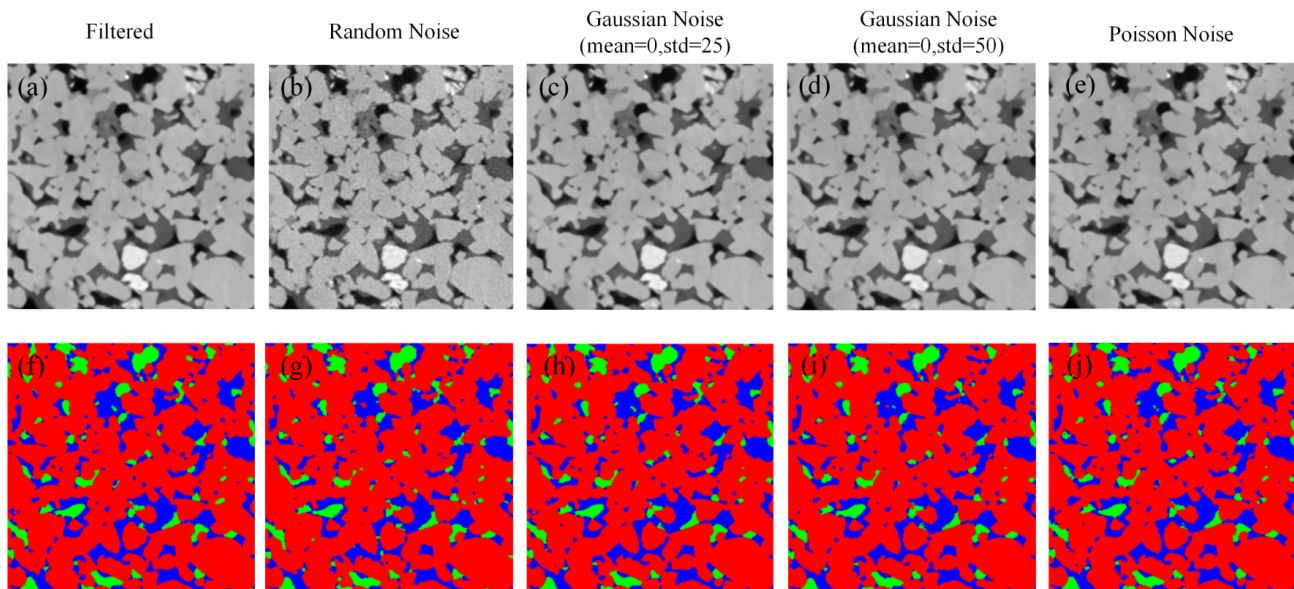 Filtered
Random Noise
Gaussian Noise
(mean=0,std=25)
Gaussian Noise
(mean=0,std=50)
Poisson Noise
(a)
(b)
(c)
(d)
(e)
(f)
(g)
(h)
(i)
(j)